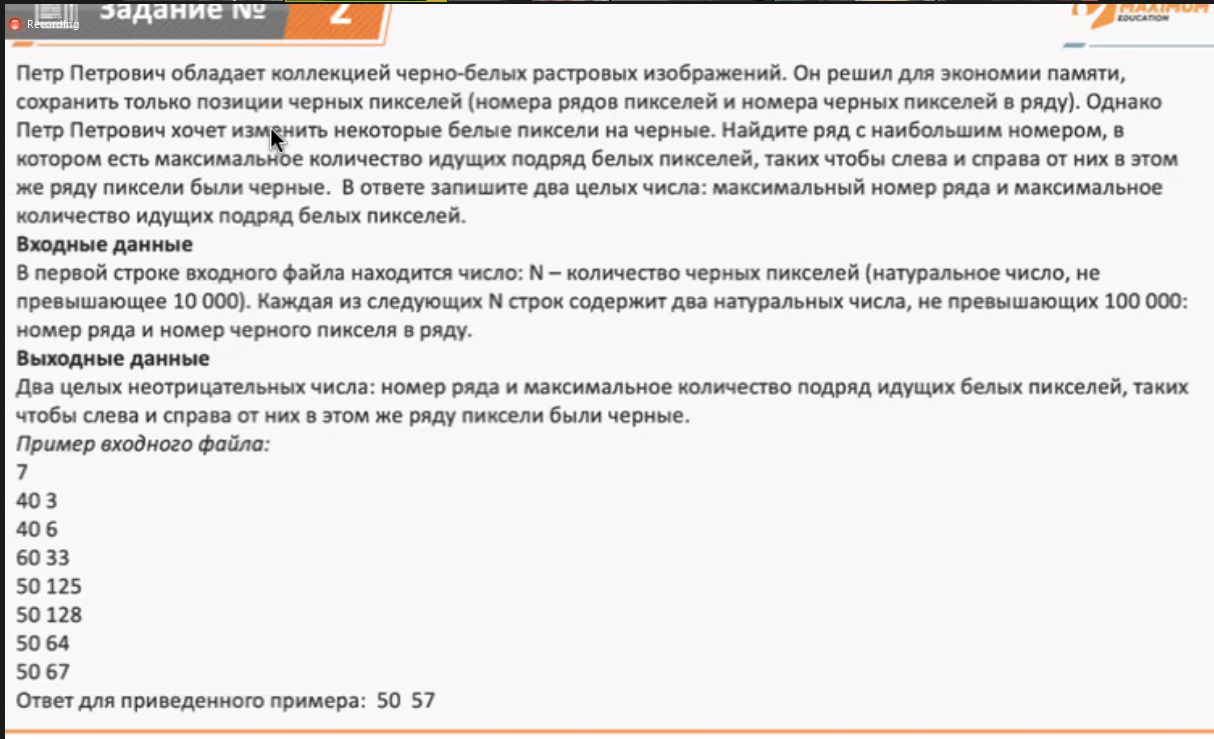 Задание №
2
Recording
MAXIMUM
EDUCATION
Петр Петрович обладает коллекцией черно-белых растровых изображений. Он решил для экономии памяти,
сохранить только позиции черных пикселей (номера рядов пикселей и номера черных пикселей в ряду). Однако
Петр Петрович хочет изменить некоторые белые пиксели на черные. Найдите ряд с наибольшим номером, в
котором есть максимальное количество идущих подряд белых пикселей, таких чтобы слева и справа от них в этом
же ряду пиксели были черные. В ответе запишите два целых числа: максимальный номер ряда и максимальное
количество идущих подряд белых пикселей.
Входные данные
В первой строке входного файла находится число: N – количество черных пикселей (натуральное число, не
превышающее 10 000). Каждая из следующих N строк содержит два натуральных числа, не превышающих 100 000:
номер ряда и номер черного пикселя в ряду.
Выходные данные
Два целых неотрицательных числа: номер ряда и максимальное количество подряд идущих белых пикселей, таких
чтобы слева и справа от них в этом же ряду пиксели были черные.
Пример входного файла:
7
40 3
40 6
60 33
50 125
50 128
50 64
50 67
Ответ для приведенного примера: 50 57